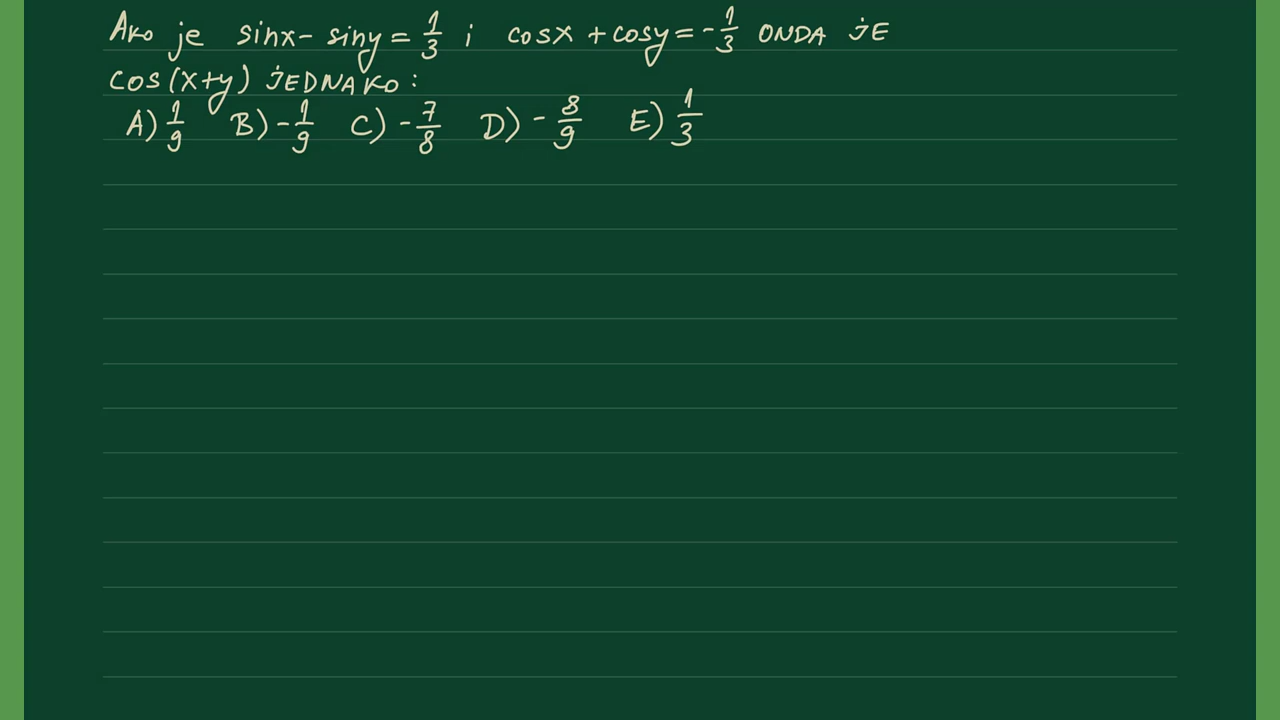 Ako je sinx - siny = 1/3 i cosx + cosy = -1/3 ONDA JE
cos(x+y) JEDNAKO:
A) 1/9 B) -1/9 C) -7/8 D) -8/9 E) 1/3